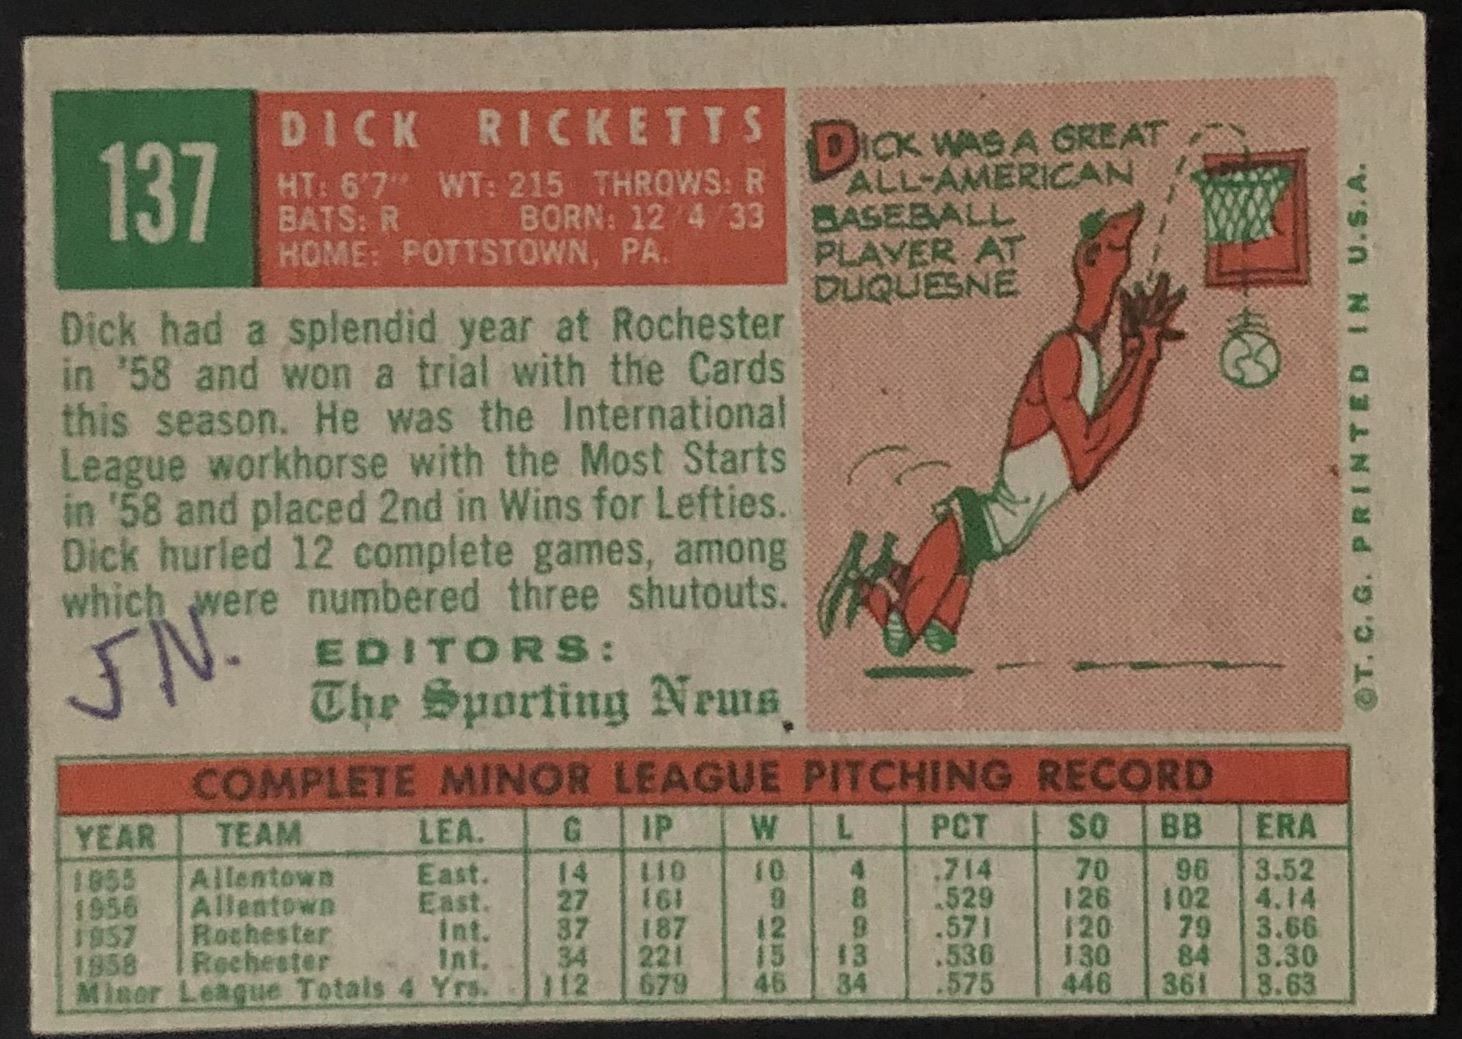 137
DICK RICKETTS
HT: 6'7" WT: 215 THROWS: R
BATS: R BORN: 12 4 33
HOME: POTTSTOWN, PA.
Dick had a splendid year at Rochester
in '58 and won a trial with the Cards
this season. He was the International
League workhorse with the Most Starts
in '58 and placed 2nd in Wins for Lefties.
Dick hurled 12 complete games, among
which were numbered three shutouts.
JN.
EDITORS:
The Sporting News
DICK WAS A GREAT
ALL-AMERICAN
BASEBALL
PLAYER AT
DUQUESNE
©T.C.G. PRINTED IN U.S.A.
COMPLETE MINOR LEAGUE PITCHING RECORD
YEAR TEAM LEA. G IP W L PCT SO BB ERA
1955 Allentown East. 14 110 10 4 .714 70 96 3.52
1956 Allentown East. 27 161 9 8 .529 126 102 4.14
1957 Rochester Int. 37 187 12 9 .571 120 79 3.66
1958 Rochester Int. 34 221 15 13 .536 130 84 3.30
Minor League Totals 4 Yrs. 112 679 46 34 .575 446 361 3.63